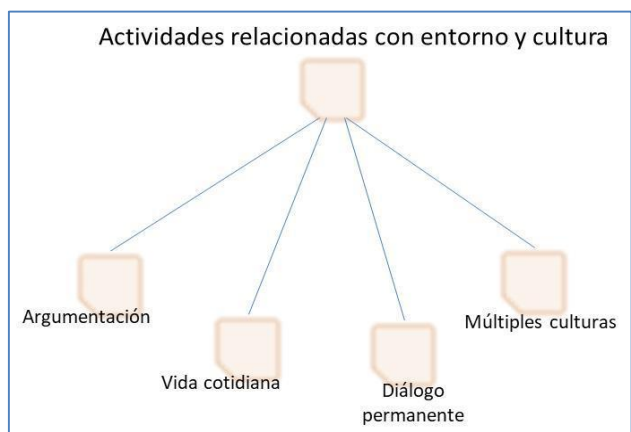 Actividades relacionadas con entorno y cultura
Argumentación
Múltiples culturas
Vida cotidiana
Diálogo
permanente